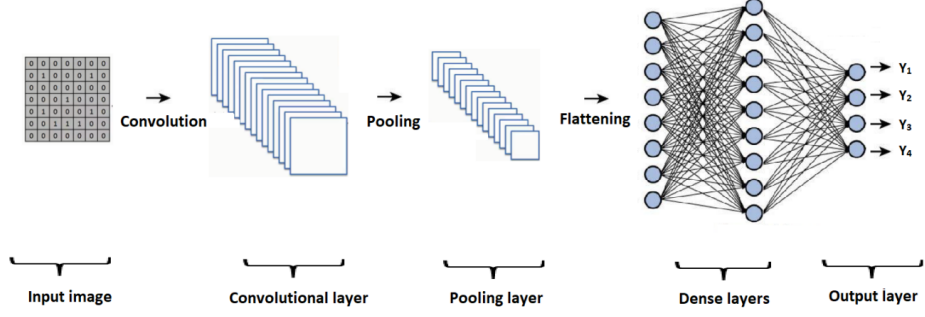 0 0 0 0 0 0 0
0 1 0 0 0 1 0
0 0 0 0 0 0 0
0 0 0 1 0 0 0
0 1 0 0 0 1 0
0 0 1 1 1 0 0
0 0 0 0 0 0 0
Convolution
Pooling
Flattening
Y₁
Y₂
Y₃
Y₄
Input image
Convolutional layer
Pooling layer
Dense layers
Output layer